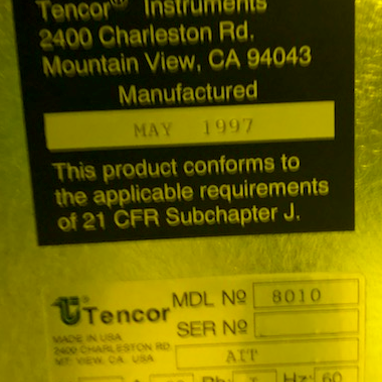 Tencor® Instruments
2400 Charleston Rd.
Mountain View, CA 94043
Manufactured
MAY 1997
This product conforms to
the applicable requirements
of 21 CFR Subchapter J.
Tencor
MDL Nº 8010
SER Nº
MADE IN USA
2400 CHARLESTON RD.
MT. VIEW, CA. USA
AIT
Ph Hz 60